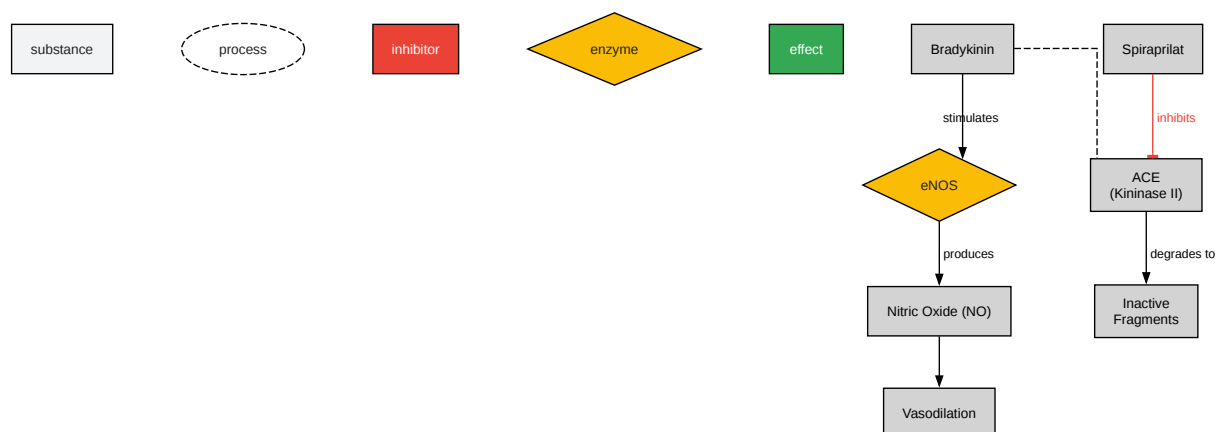 substance
process
inhibitor
enzyme
effect
Bradykinin
Spiraprilat
stimulates
inhibits
eNOS
ACE
(Kininase II)
produces
degrades to
Nitric Oxide (NO)
Inactive
Fragments
Vasodilation